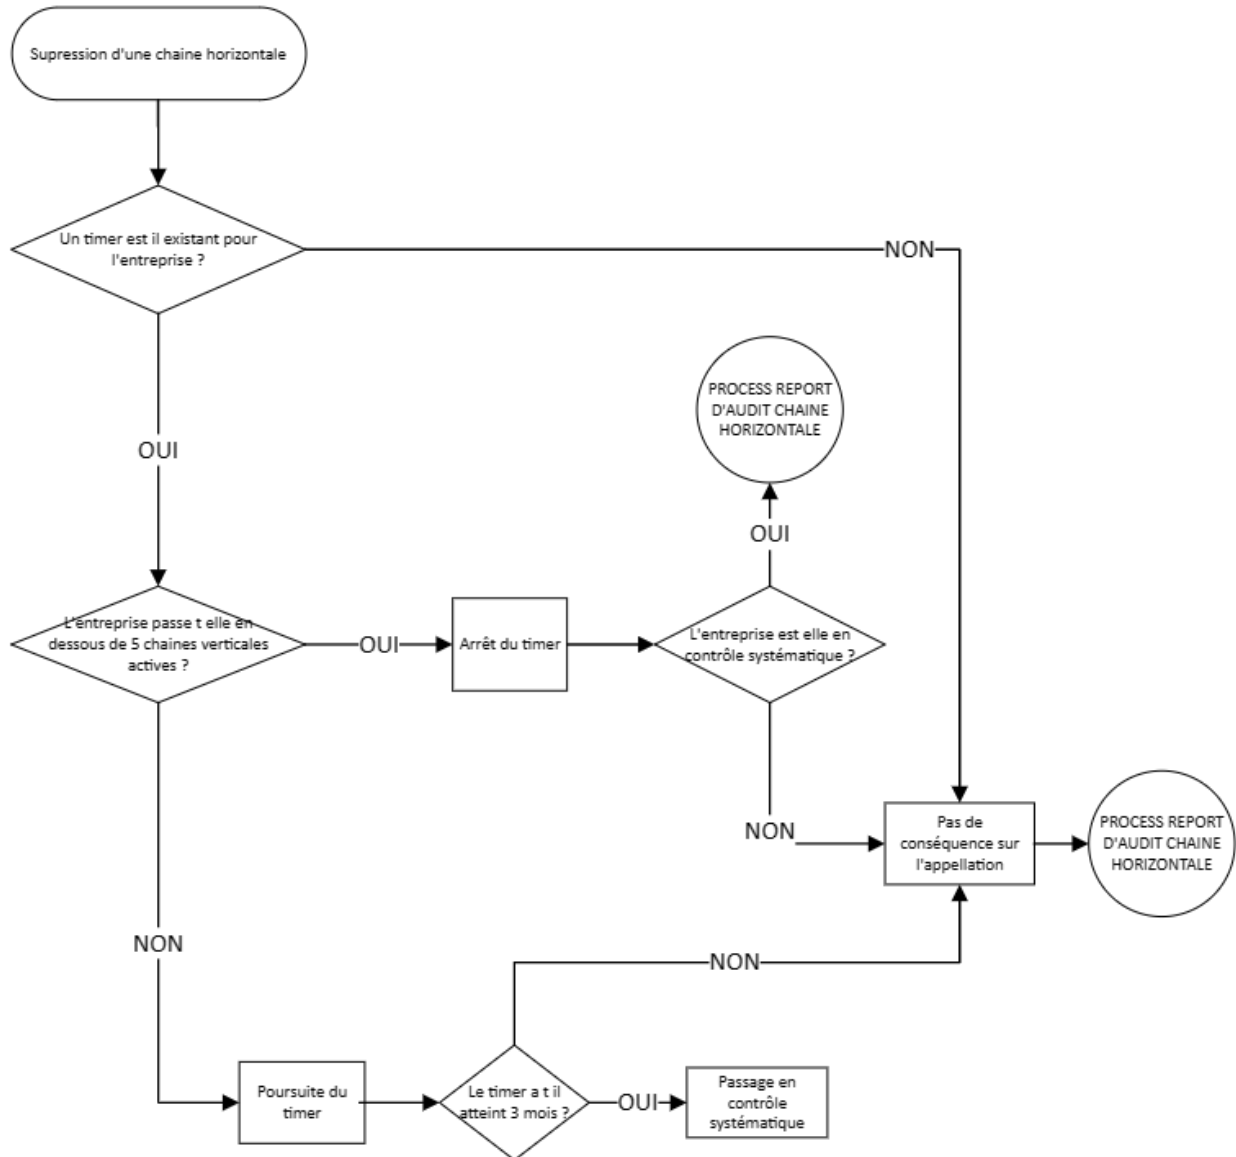 Supression d'une chaine horizontale
Un timer est il existant pour
l'entreprise ?
NON
PROCESS REPORT
D'AUDIT CHAINE
HORIZONTALE
OUI
OUI
L'entreprise passe t elle en
dessous de 5 chaines verticales
actives ?
OUI
Arrêt du timer
L'entreprise est elle en
contrôle systématique ?
NON
Pas de
conséquence sur
l'appellation
PROCESS REPORT
D'AUDIT CHAINE
HORIZONTALE
NON
NON
Poursuite du
timer
Le timer a t il
atteint 3 mois ?
OUI
Passage en
contrôle
systématique